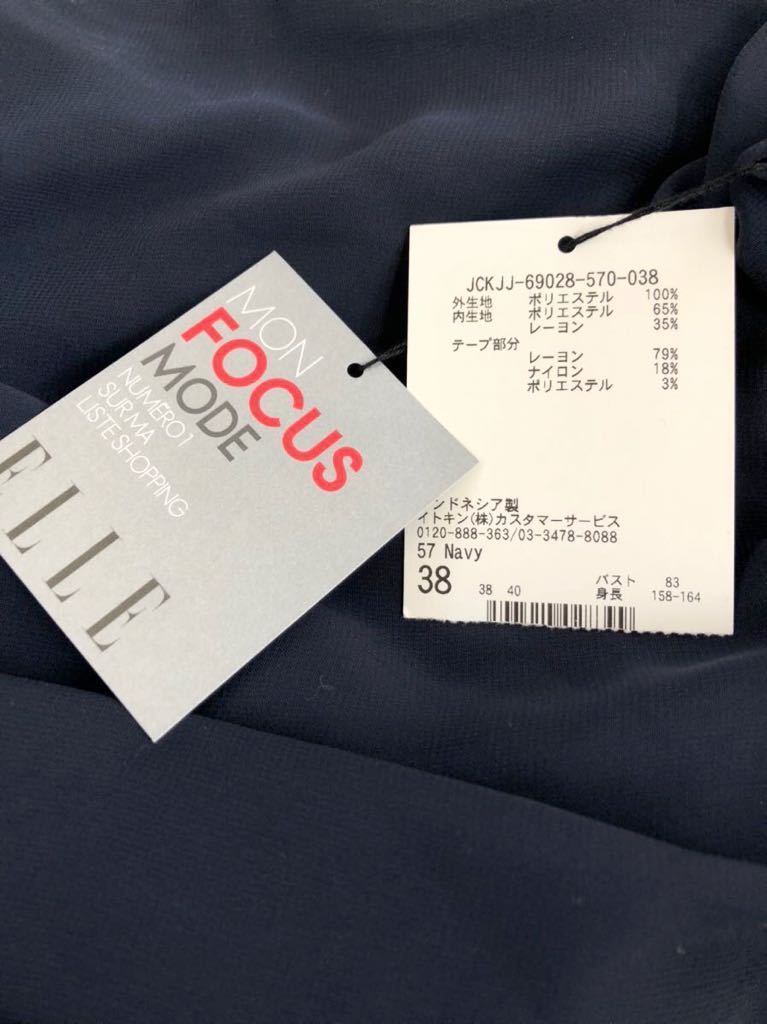 MON
FOCUS
MODE
NUMERO 1
SUR MA
LISTE SHOPPING
ELLE
JCKJJ-69028-570-038
外生地 ポリエステル 100%
内生地 ポリエステル 65%
レーヨン 35%
テープ部分
レーヨン 79%
ナイロン 18%
ポリエステル 3%
インドネシア製
イトキン(株)カスタマーサービス
0120-888-363/03-3478-8088
57 Navy
38 38 40 バスト 83
身長 158-164